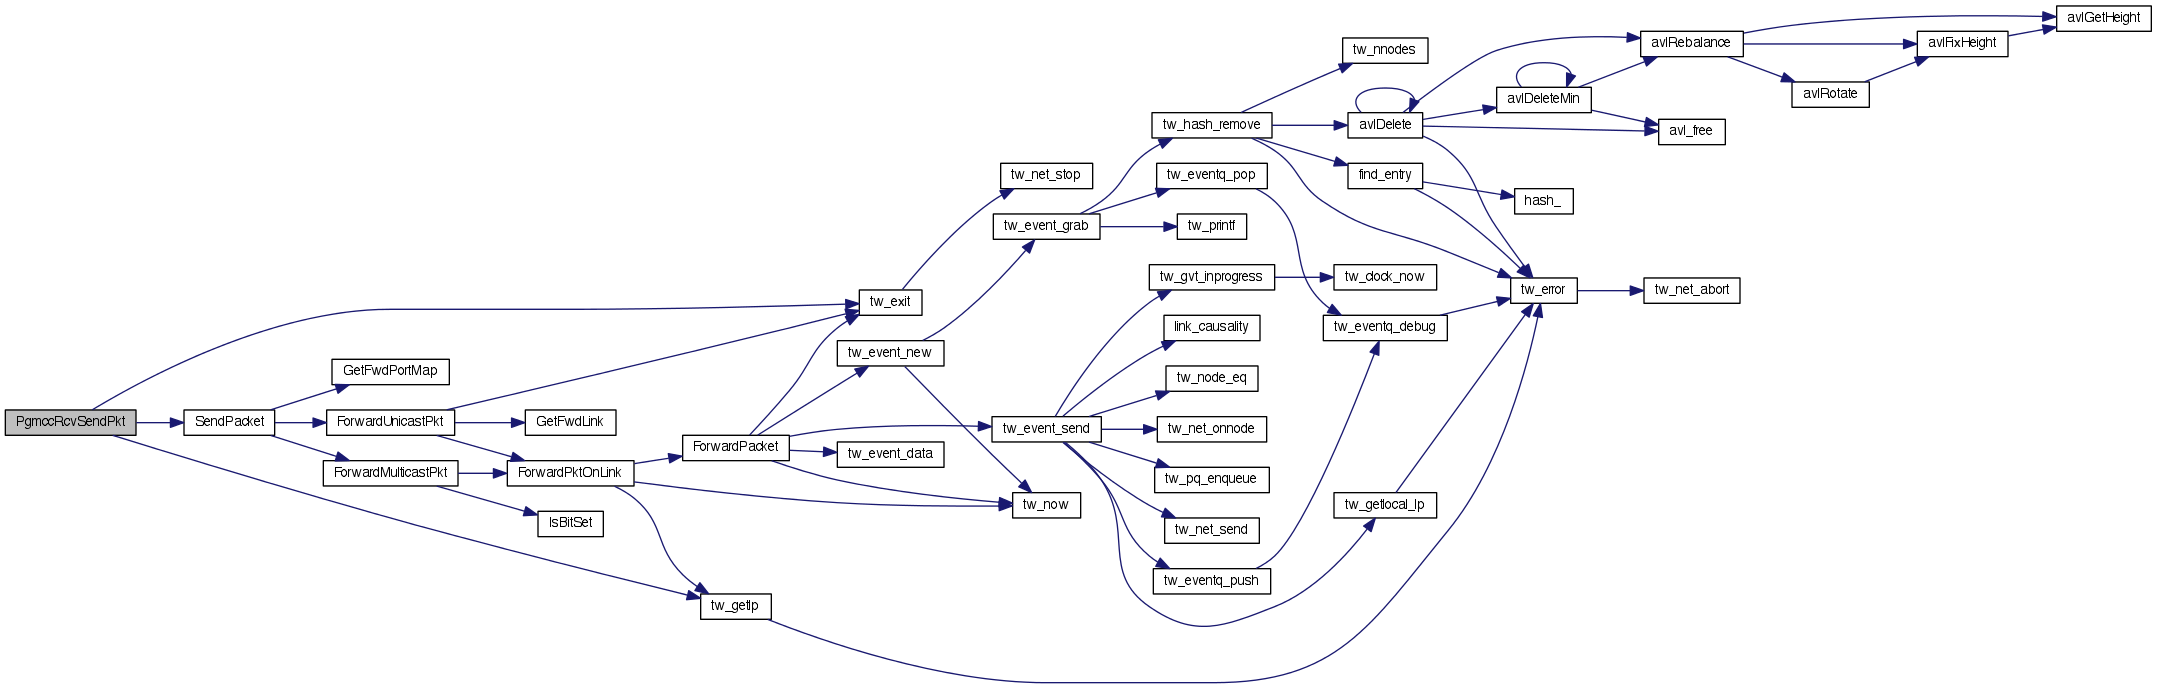 PgmccRcvSendPkt
SendPacket
GetFwdPortMap
ForwardUnicastPkt
ForwardMulticastPkt
GetFwdLink
ForwardPktOnLink
IsBitSet
ForwardPacket
tw_getlp
tw_exit
tw_event_new
tw_event_data
tw_net_stop
tw_event_grab
tw_event_send
tw_now
tw_hash_remove
tw_eventq_pop
tw_printf
tw_gvt_inprogress
link_causality
tw_node_eq
tw_net_onnode
tw_pq_enqueue
tw_net_send
tw_eventq_push
tw_nnodes
avlDelete
find_entry
tw_clock_now
tw_eventq_debug
tw_getlocal_lp
avlDeleteMin
hash_
tw_error
avlRebalance
avl_free
tw_net_abort
avlRotate
avlFixHeight
avlGetHeight